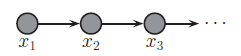 x₁ x₂ x₃ ...